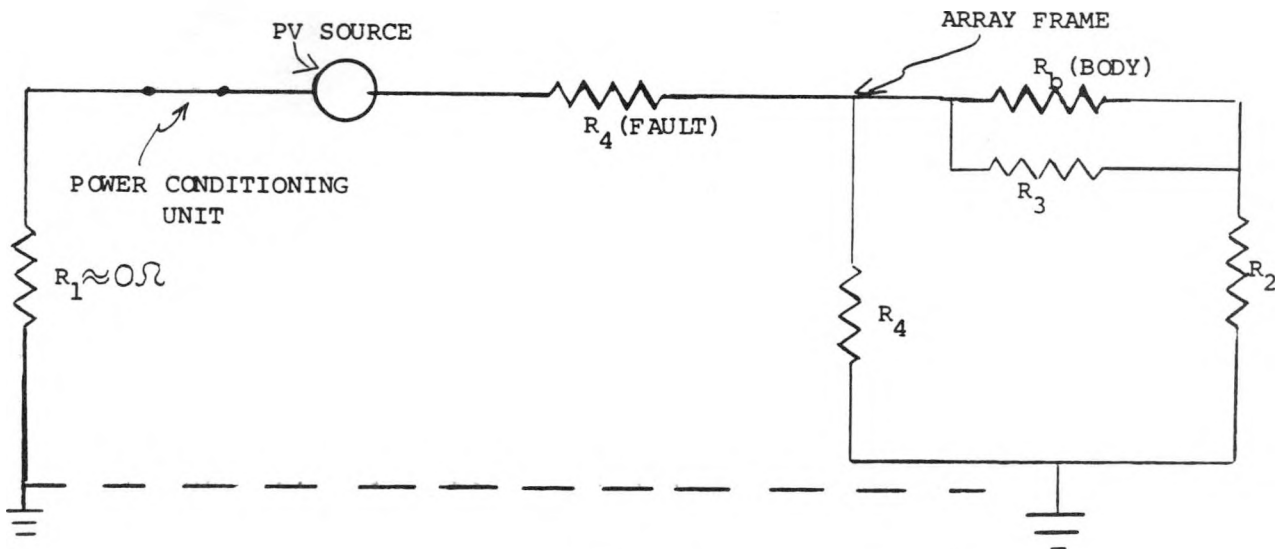 PV SOURCE
ARRAY FRAME
R_b (BODY)
R_4 (FAULT)
POWER CONDITIONING
UNIT
R_3
R_1≈0Ω
R_2
R_4